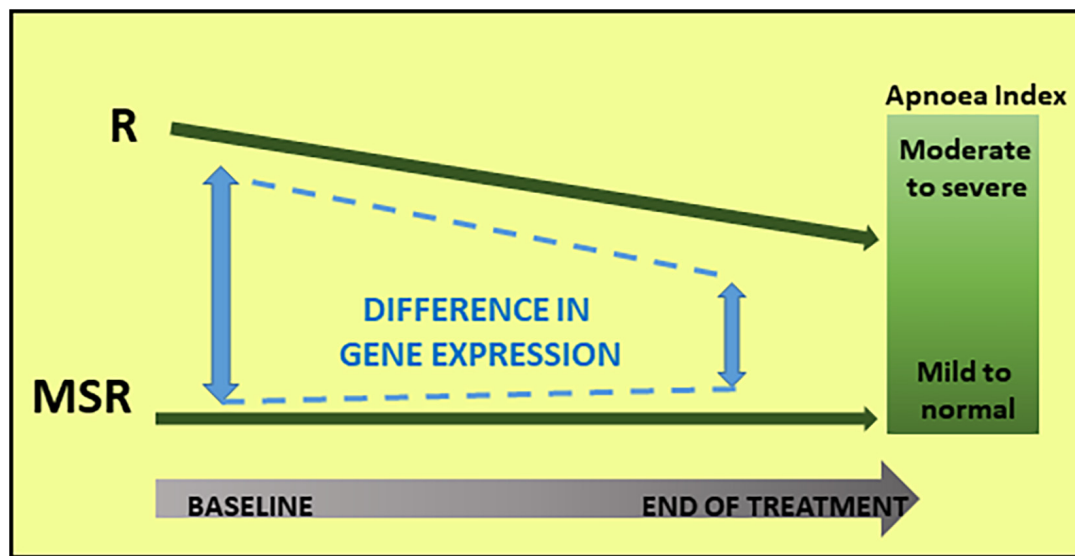 Apnoea Index
R
Moderate
to severe
DIFFERENCE IN
GENE EXPRESSION
MSR
Mild to
normal
BASELINE
END OF TREATMENT